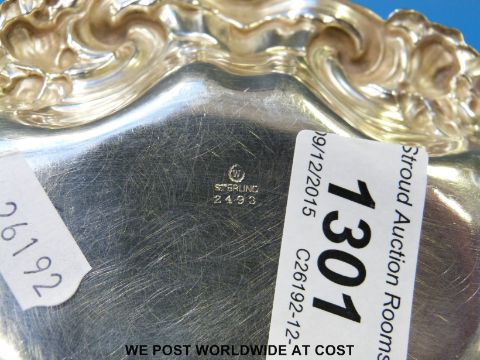 W
STERLING
2493
26192
Stroud Auction Rooms
1301
09/12/2015
C26192-12-
WE POST WORLDWIDE AT COST